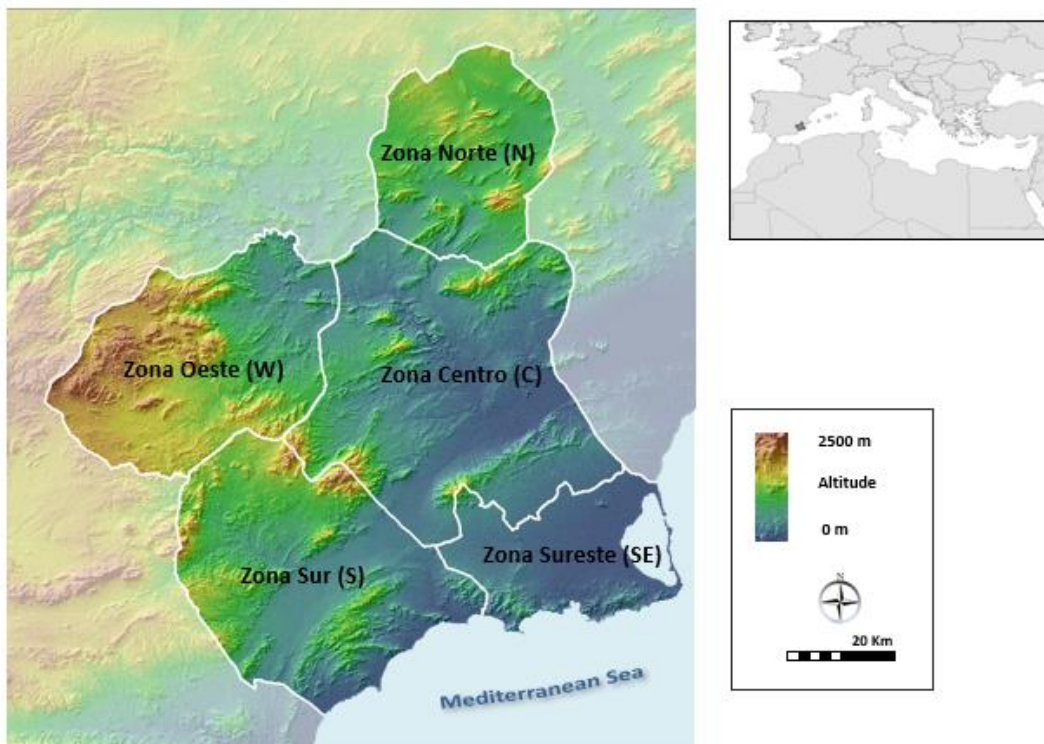 Zona Norte (N)
Zona Oeste (W)
Zona Centro (C)
Zona Sureste (SE)
Zona Sur (S)
Mediterranean Sea
2500 m
Altitude
0 m
N
20 Km